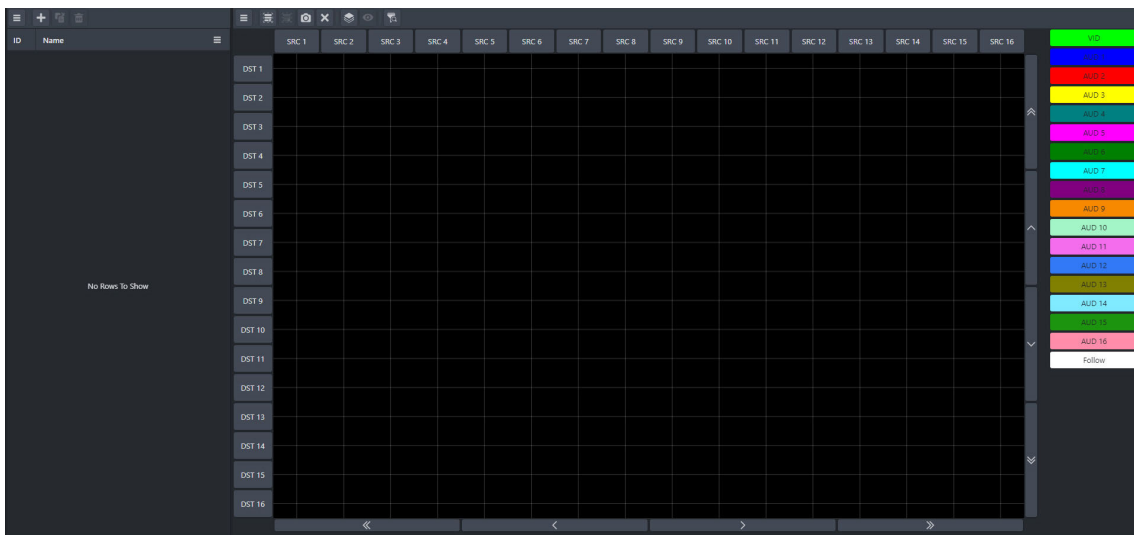 ID Name
SRC 1 SRC 2 SRC 3 SRC 4 SRC 5 SRC 6 SRC 7 SRC 8 SRC 9 SRC 10 SRC 11 SRC 12 SRC 13 SRC 14 SRC 15 SRC 16
DST 1
DST 2
DST 3
DST 4
DST 5
DST 6
DST 7
DST 8
DST 9
DST 10
DST 11
DST 12
DST 13
DST 14
DST 15
DST 16
No Rows To Show
VID
AUD 2
AUD 3
AUD 4
AUD 5
AUD 6
AUD 7
AUD 9
AUD 10
AUD 11
AUD 12
AUD 13
AUD 14
AUD 15
AUD 16
Follow